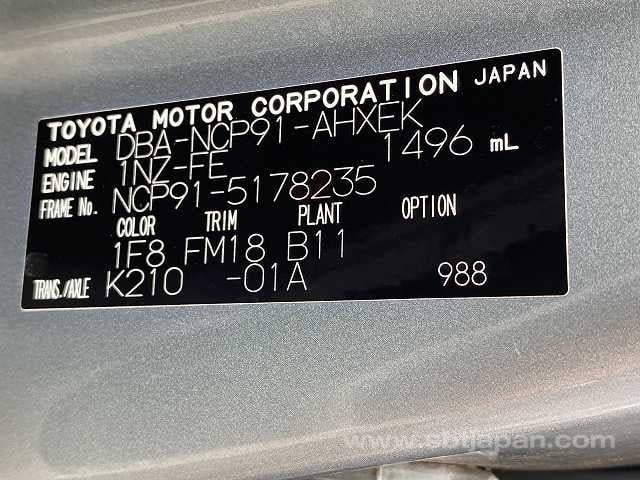 TOYOTA MOTOR CORPORATION JAPAN
MODEL DBA-NCP91-AHXEK
ENGINE 1NZ-FE 1496 mL
FRAME No. NCP91-5178235
COLOR TRIM PLANT OPTION
1F8 FM18 B11
TRANS./AXLE K210 -01A 988
www.sbtjapan.com